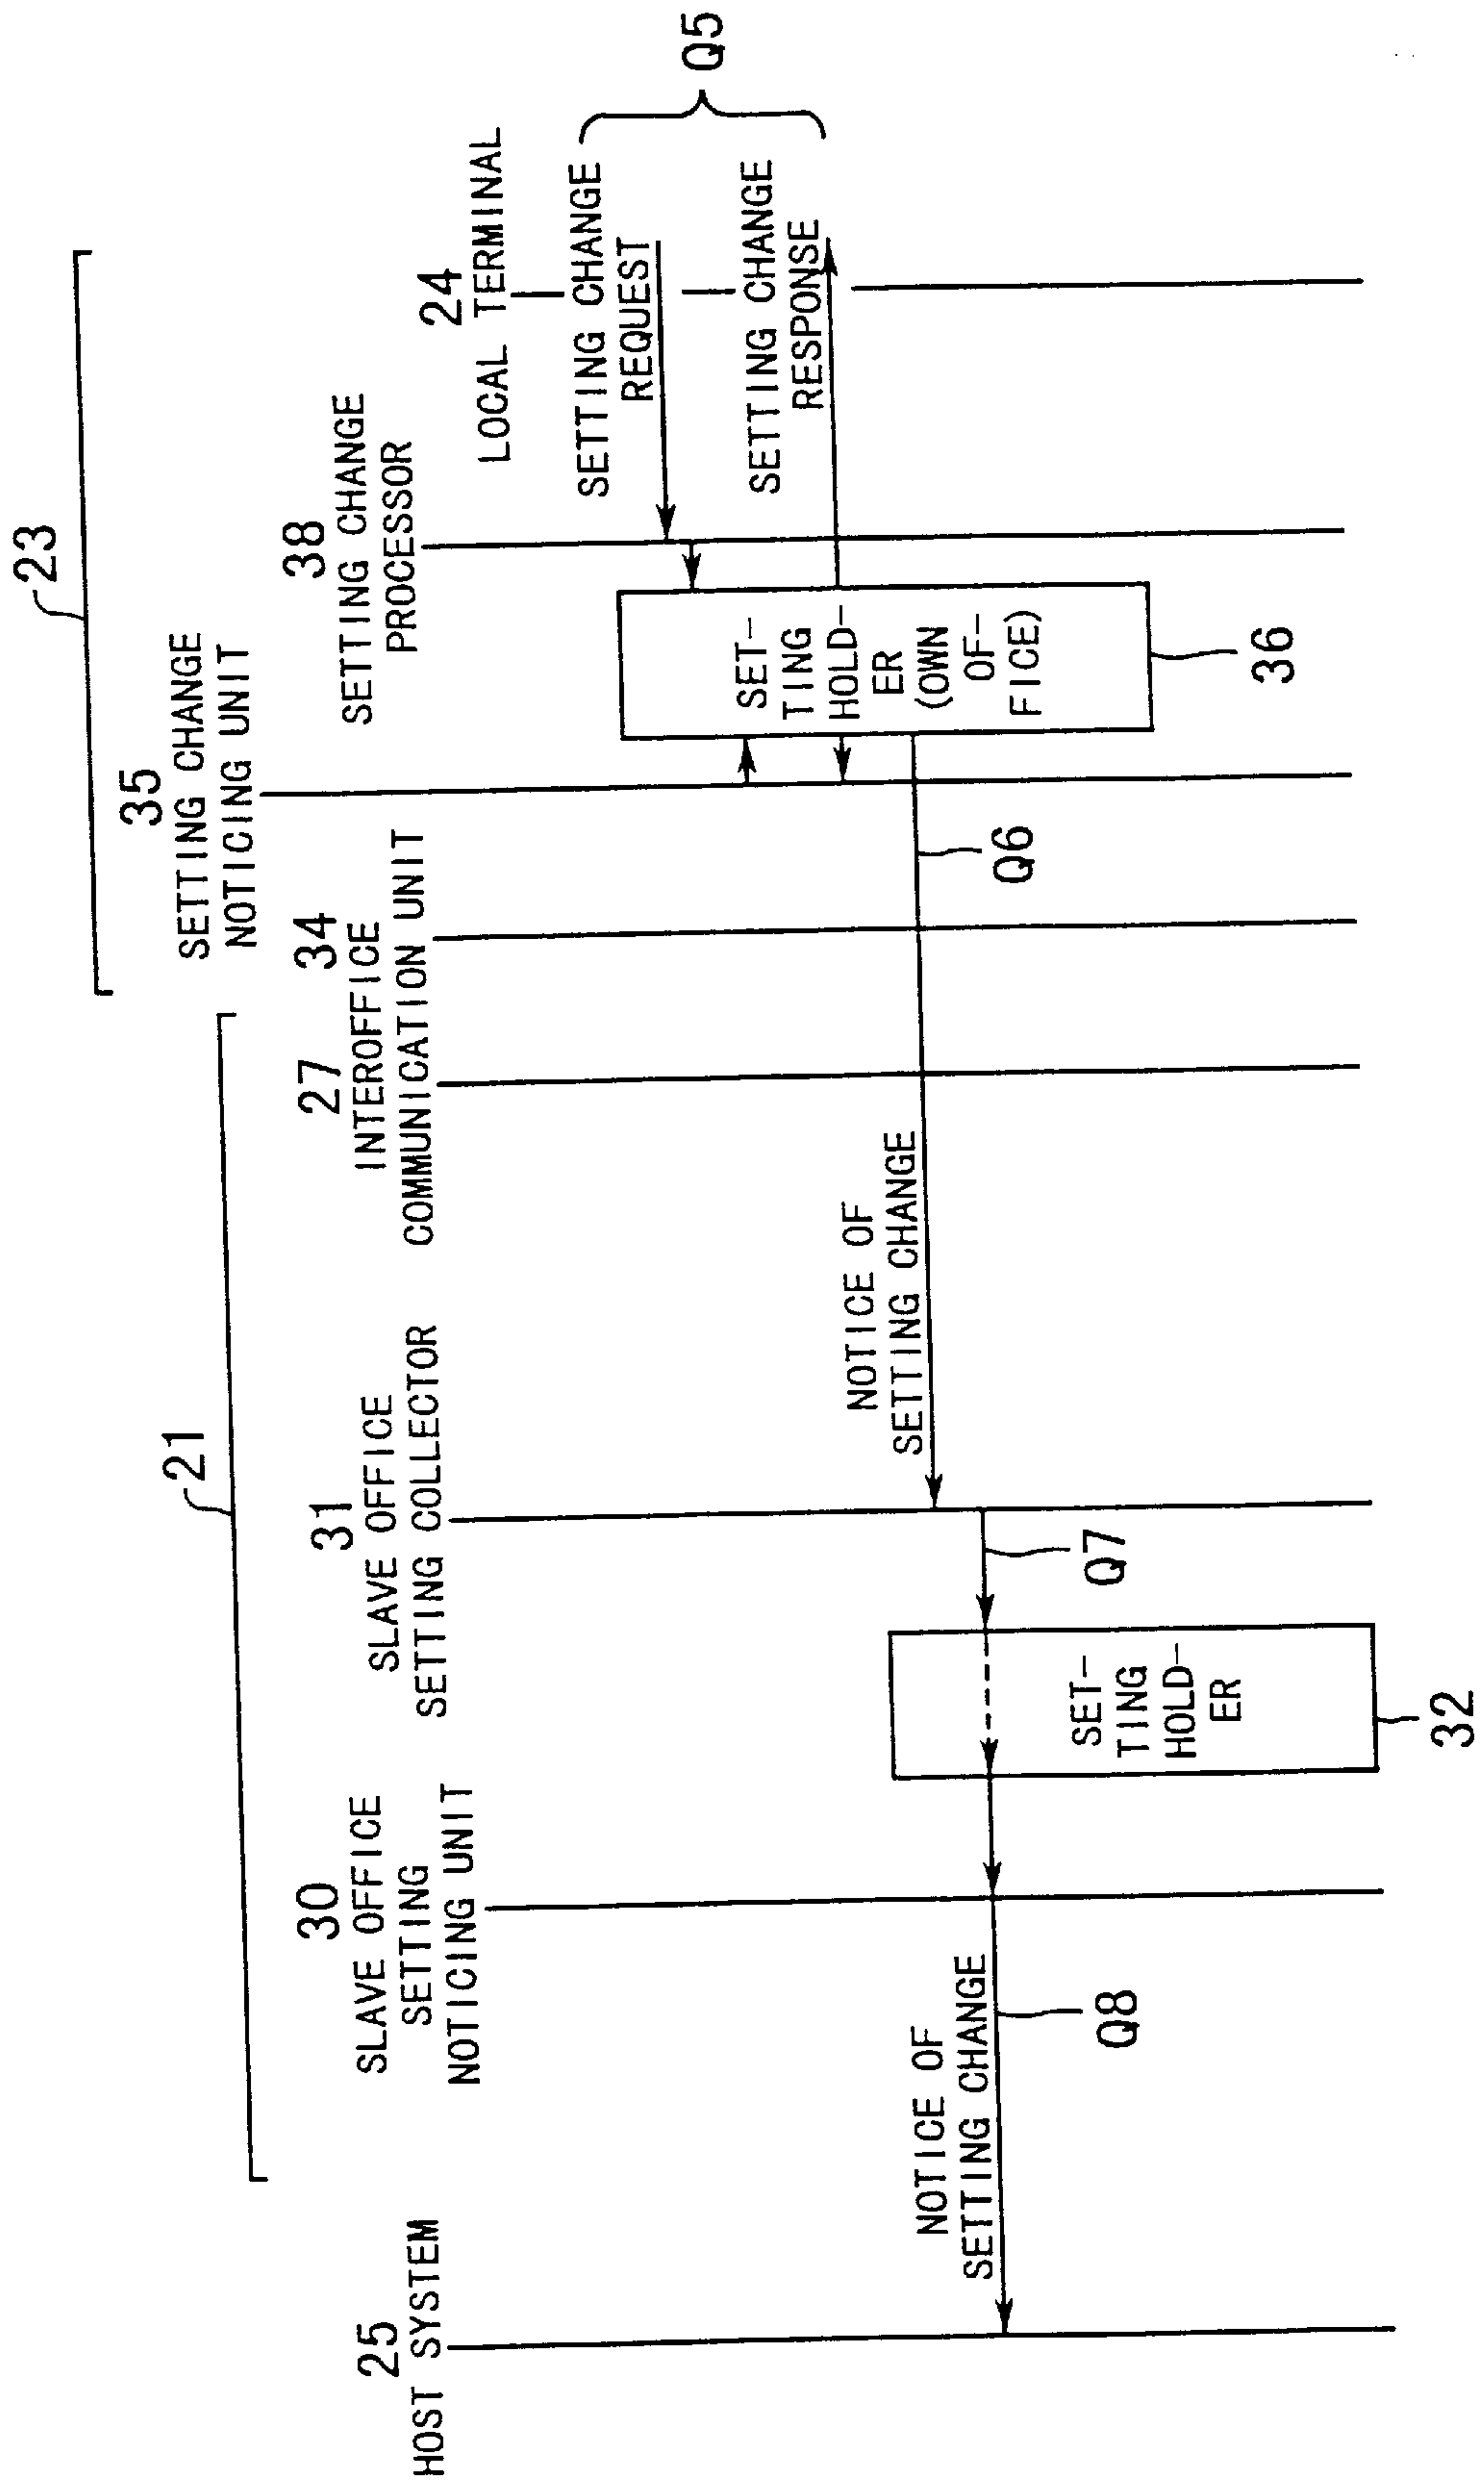 21
23
25
HOST SYSTEM
30
SLAVE OFFICE
SETTING
NOTICING UNIT
31
SLAVE OFFICE
SETTING COLLECTOR
27
34
INTEROFFICE
COMMUNICATION UNIT
35
SETTING CHANGE
NOTICING UNIT
38
SETTING CHANGE
PROCESSOR
24
LOCAL TERMINAL
SETTING CHANGE
REQUEST
SETTING CHANGE
RESPONSE
Q5
SET-
TING
HOLD-
ER
(OWN
OF-
FICE)
36
Q6
NOTICE OF
SETTING CHANGE
Q7
SET-
TING
HOLD-
ER
32
NOTICE OF
SETTING CHANGE
Q8